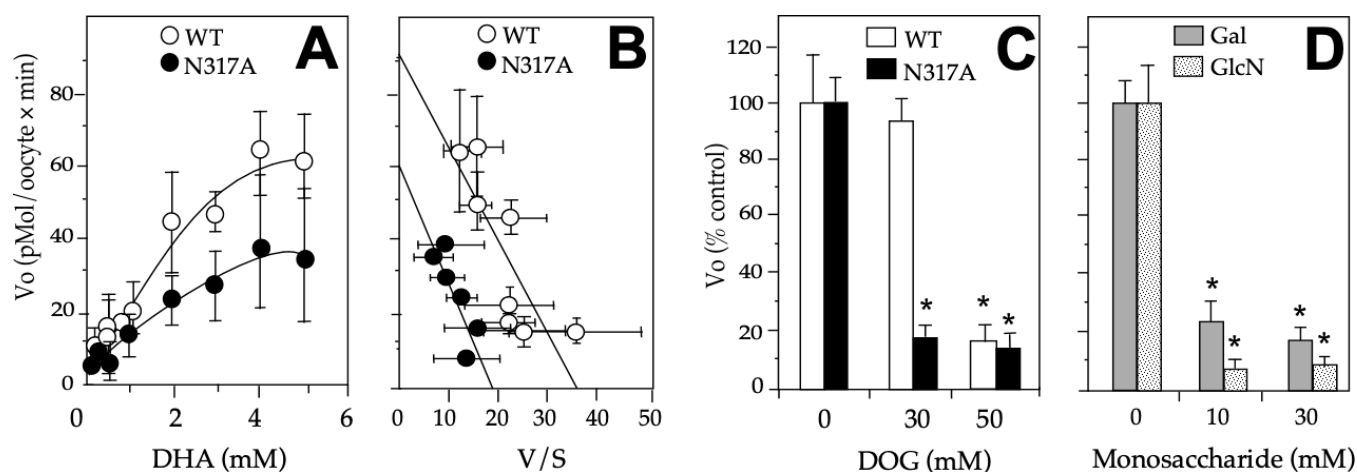 WT
N317A
A
WT
N317A
B
WT
N317A
C
Gal
GlcN
D
Vo (pMol/oocyte × min)
80
60
40
20
0
0 2 4 6
DHA (mM)
0 10 20 30 40 50
V/S
Vo (% control)
120
100
80
60
40
20
0
* * *
0 30 50
DOG (mM)
* * * *
0 10 30
Monosaccharide (mM)